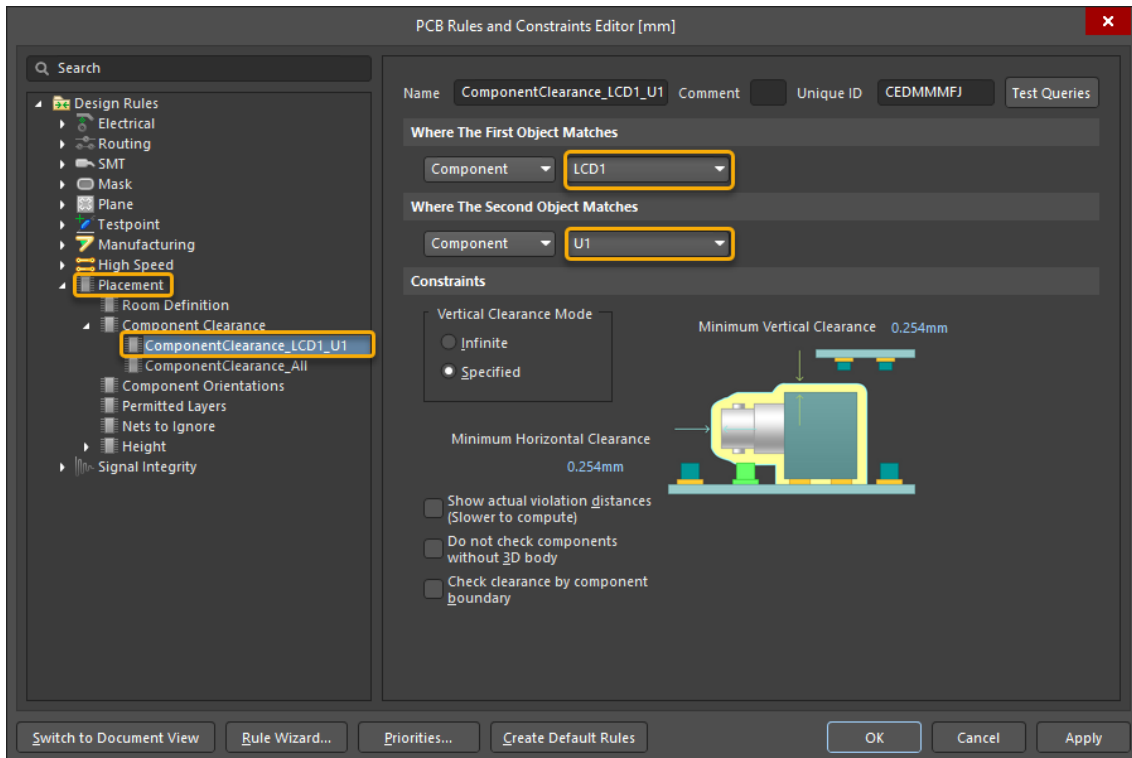 PCB Rules and Constraints Editor [mm]
Search
Design Rules
Electrical
Routing
SMT
Mask
Plane
Testpoint
Manufacturing
High Speed
Placement
Room Definition
Component Clearance
ComponentClearance_LCD1_U1
ComponentClearance_All
Component Orientations
Permitted Layers
Nets to Ignore
Height
Signal Integrity
Name ComponentClearance_LCD1_U1 Comment Unique ID CEDMMMFJ Test Queries
Where The First Object Matches
Component LCD1
Where The Second Object Matches
Component U1
Constraints
Vertical Clearance Mode
Infinite
Specified
Minimum Vertical Clearance 0.254mm
Minimum Horizontal Clearance
0.254mm
Show actual violation distances
(Slower to compute)
Do not check components
without 3D body
Check clearance by component
boundary
Switch to Document View Rule Wizard... Priorities... Create Default Rules OK Cancel Apply